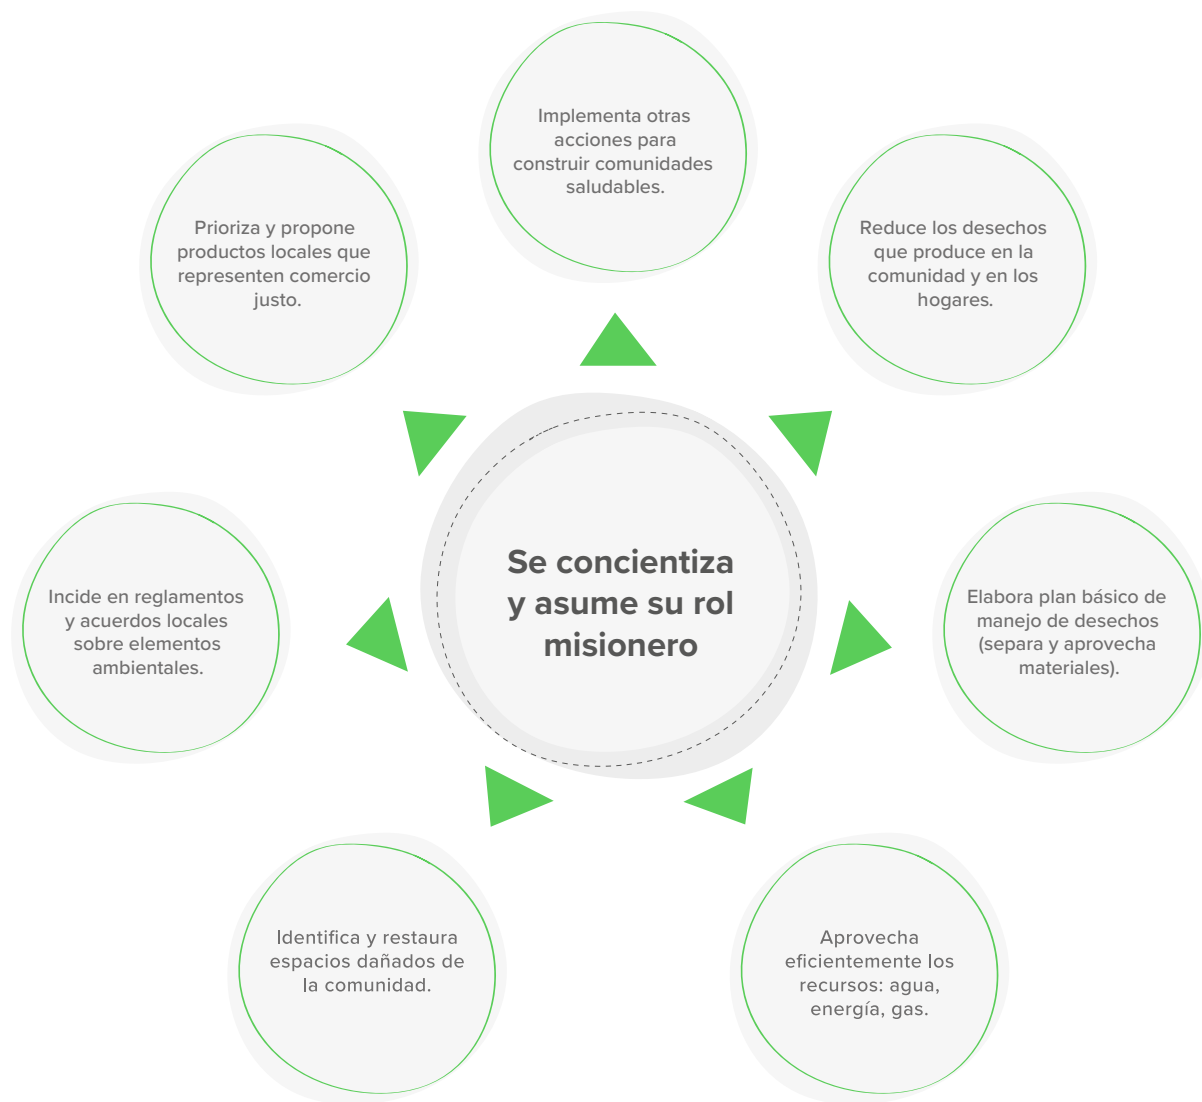 Implementa otras
acciones para
construir comunidades
saludables.
Prioriza y propone
productos locales que
representen comercio
justo.
Reduce los desechos
que produce en la
comunidad y en los
hogares.
Se concientiza
y asume su rol
misionero
Incide en reglamentos
y acuerdos locales
sobre elementos
ambientales.
Elabora plan básico de
manejo de desechos
(separa y aprovecha
materiales).
Identifica y restaura
espacios dañados de
la comunidad.
Aprovecha
eficientemente los
recursos: agua,
energía, gas.